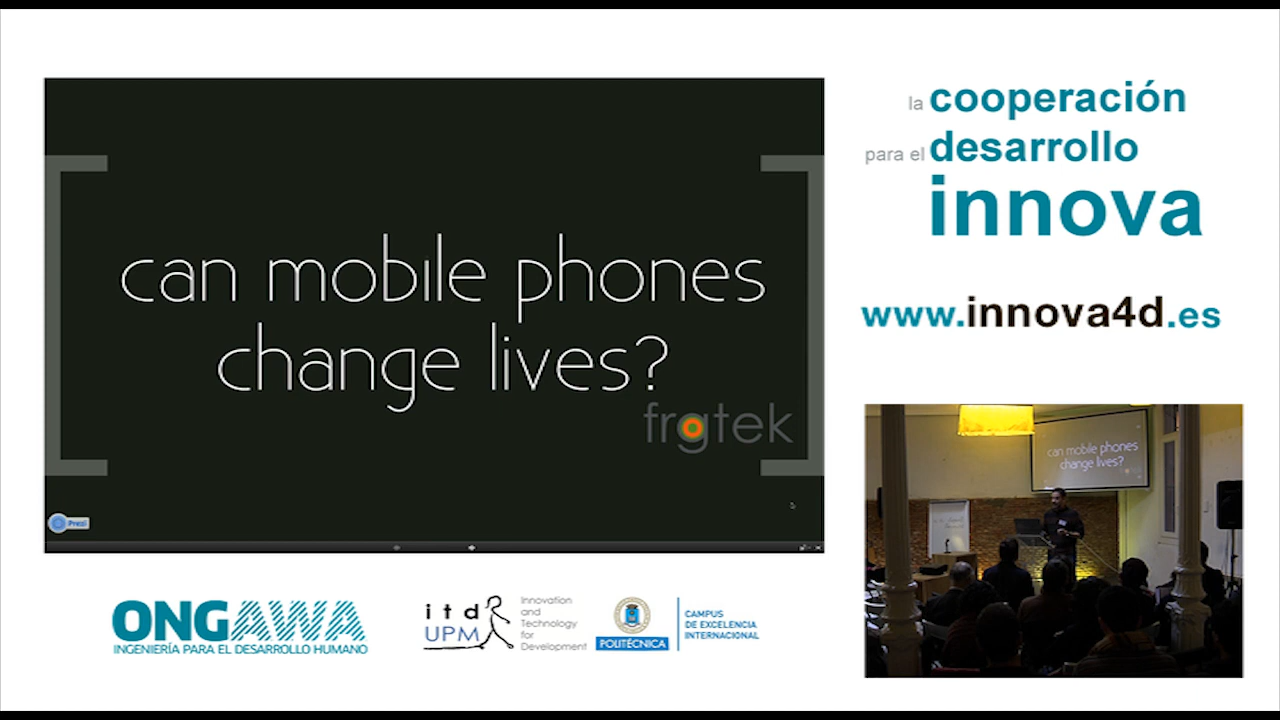 can mobile phones
change lives?
frgtek
Prezi
la cooperación
para el desarrollo
innova
www.innova4d.es
can mobile phones
change lives?
ONGAWA
INGENIERÍA PARA EL DESARROLLO HUMANO
itd
UPM
Innovation
and
Technology
for
Development
POLITÉCNICA
CAMPUS
DE EXCELENCIA
INTERNACIONAL